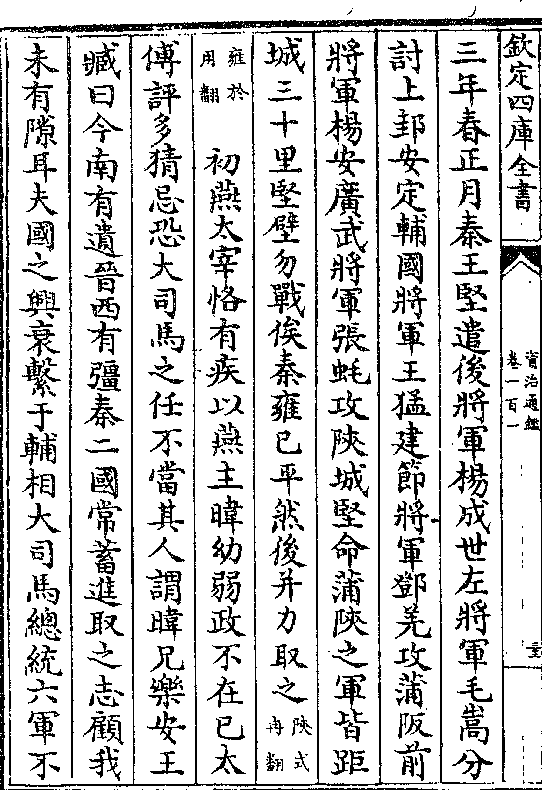 欽定四庫全書
資治通鑑
卷一百一
三年春正月秦王堅遣後將軍楊成世左將軍毛嵩分
討上邽安定輔國將軍王猛建節將軍鄧羌攻蒲阪前
將軍楊安廣武將軍張蚝攻陝城堅命蒲陝之軍皆距
城三十里堅壁勿戰俟秦雍已平然後并力取之陝式冉翻
雍於用翻 初燕太宰恪有疾以燕主暐幼弱政不在已太
傅評多猜忌恐大司馬之任不當其人謂暐兄樂安王
臧曰今南有遺晉西有彊秦二國常蓄進取之志顧我
未有隙耳夫國之興衰繫于輔相大司馬總統六軍不